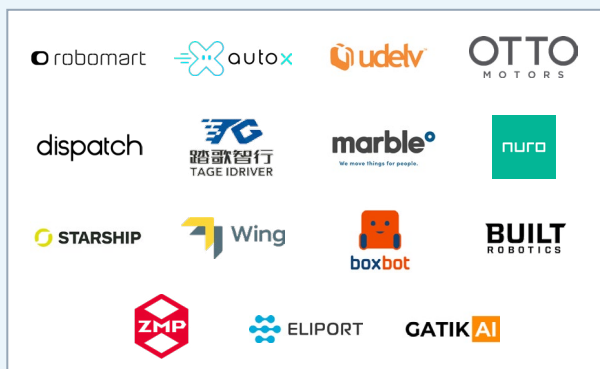 robomart
autox
udelv
OTTO
MOTORS
dispatch
TG
踏歌智行
TAGE IDRIVER
marble
We move things for people.
nuro
STARSHIP
Wing
boxbot
BUILT
ROBOTICS
ZMP
ELIPORT
GATIK AI